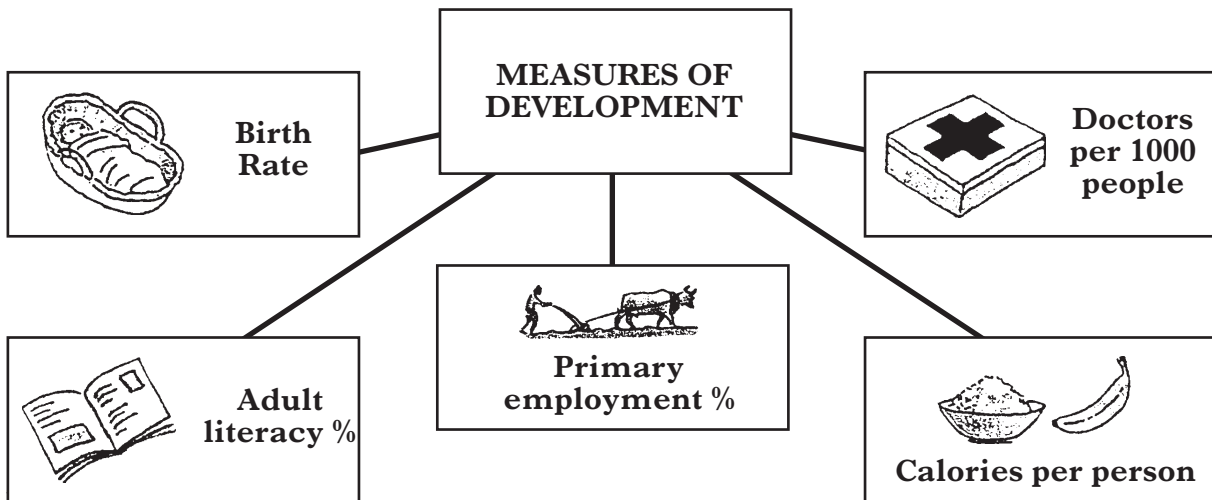 MEASURES OF
DEVELOPMENT
Birth
Rate
Doctors
per 1000
people
Adult
literacy %
Primary
employment %
Calories per person